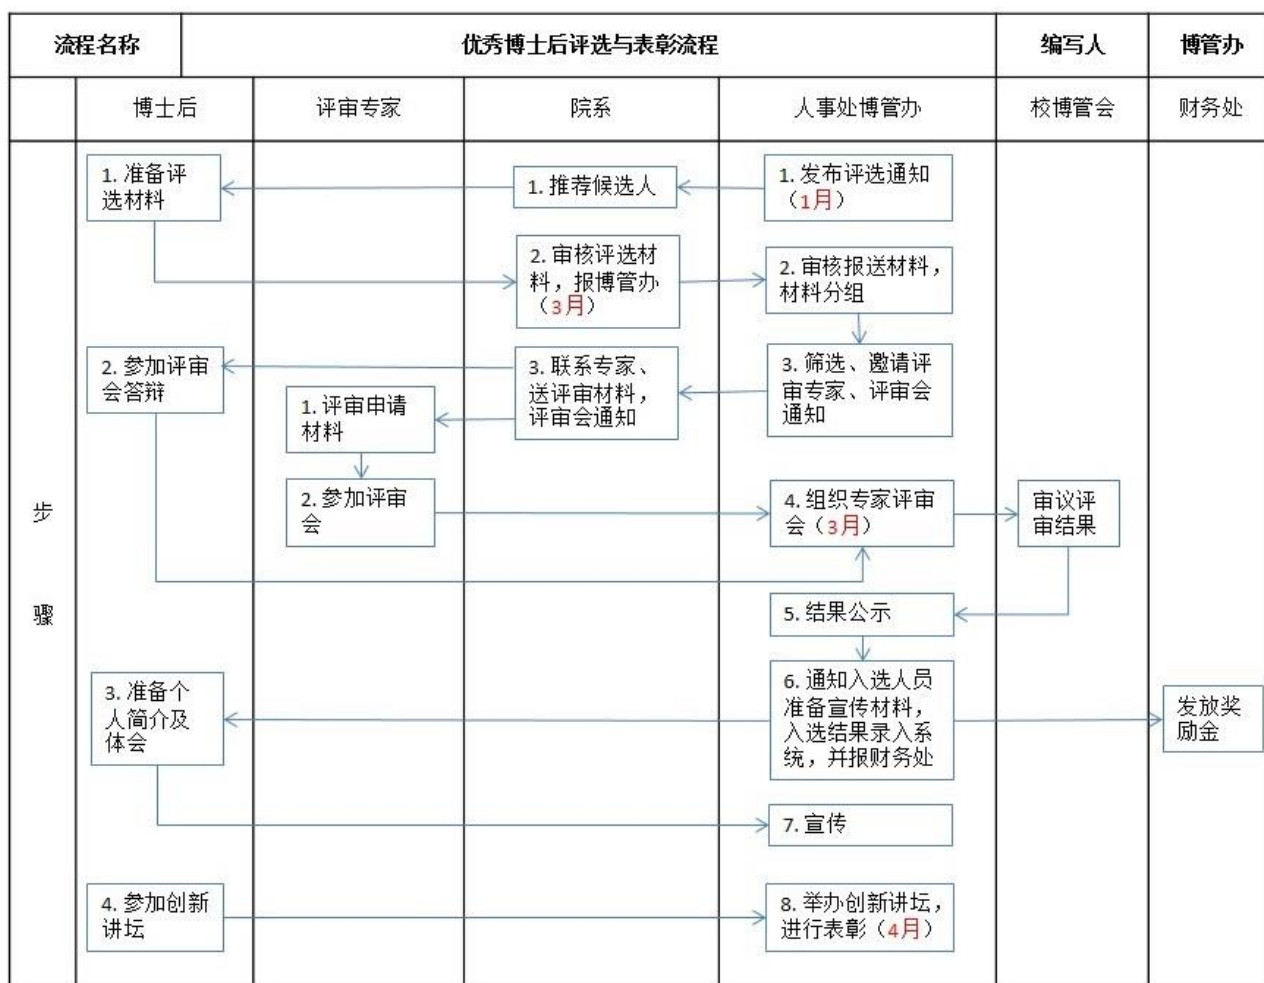 流程名称
优秀博士后评选与表彰流程
编写人
博管办
博士后
评审专家
院系
人事处博管办
校博管会
财务处
步
骤
1. 准备评
选材料
1. 推荐候选人
1. 发布评选通知
（1月）
2. 审核评选材
料，报博管办
（3月）
2. 审核报送材料，
材料分组
2. 参加评审
会答辩
3. 联系专家、
送评审材料，
评审会通知
3. 筛选、邀请评
审专家、评审会
通知
1. 评审申请
材料
2. 参加评审
会
4. 组织专家评审
会（3月）
审议评
审结果
5. 结果公示
3. 准备个
人简介及
体会
6. 通知入选人员
准备宣传材料，
入选结果录入系
统，并报财务处
发放奖
励金
7. 宣传
4. 参加创新
讲坛
8. 举办创新讲坛，
进行表彰（4月）